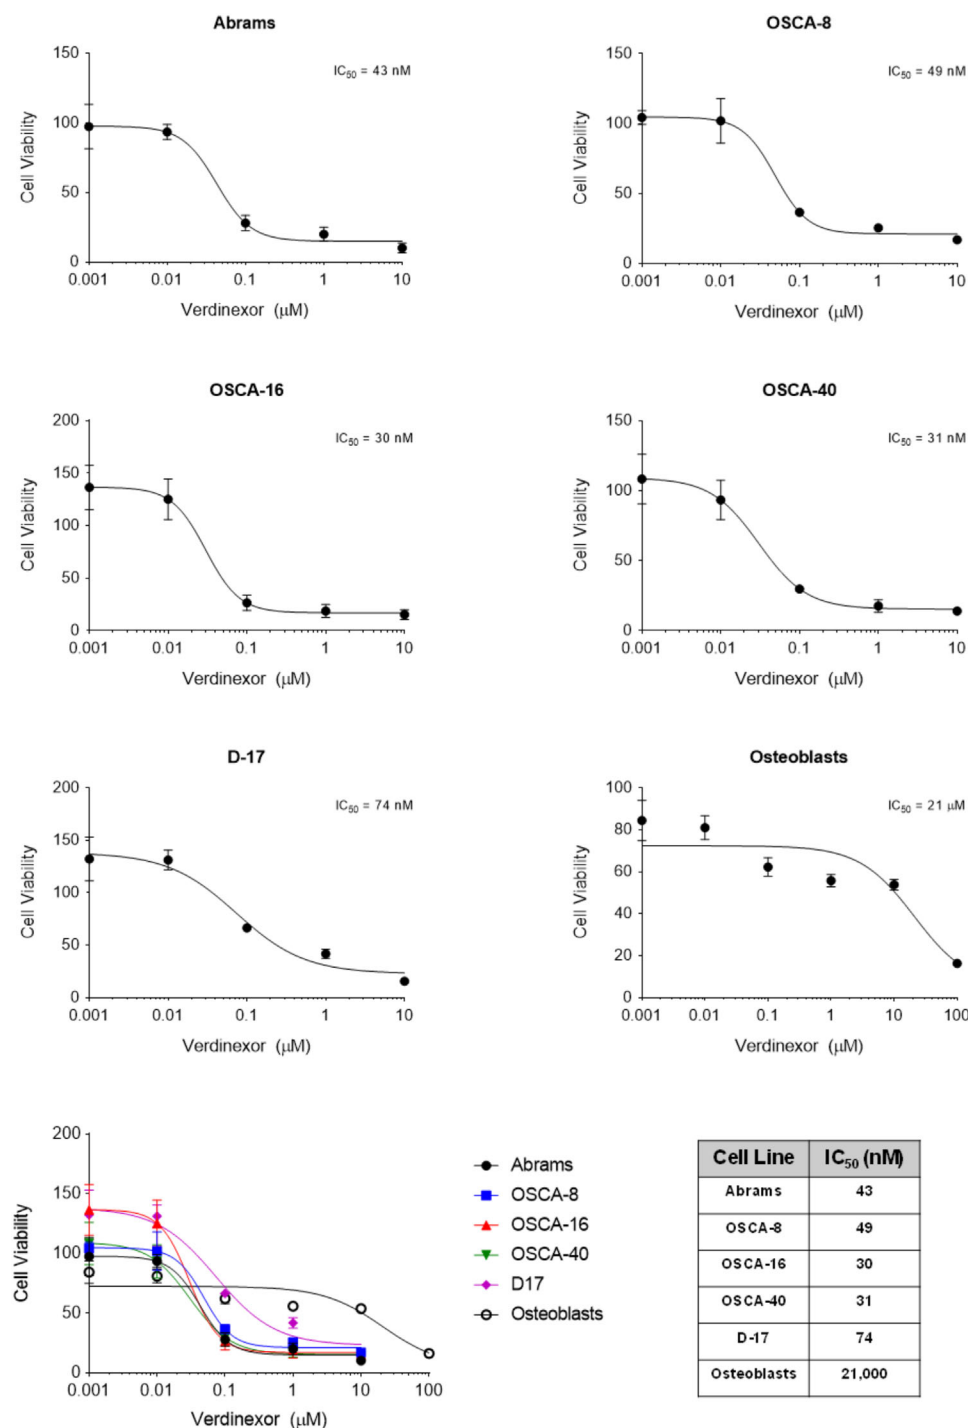 Abrams
150
100
50
0
Cell Viability
IC50 = 43 nM
0.001 0.01 0.1 1 10
Verdinexor (μM)
OSCA-8
150
100
50
0
Cell Viability
IC50 = 49 nM
0.001 0.01 0.1 1 10
Verdinexor (μM)
OSCA-16
200
150
100
50
0
Cell Viability
IC50 = 30 nM
0.001 0.01 0.1 1 10
Verdinexor (μM)
OSCA-40
150
100
50
0
Cell Viability
IC50 = 31 nM
0.001 0.01 0.1 1 10
Verdinexor (μM)
D-17
200
150
100
50
0
Cell Viability
IC50 = 74 nM
0.001 0.01 0.1 1 10
Verdinexor (μM)
Osteoblasts
100
80
60
40
20
0
Cell Viability
IC50 = 21 μM
0.001 0.01 0.1 1 10 100
Verdinexor (μM)
200
150
100
50
0
Cell Viability
0.001 0.01 0.1 1 10 100
Verdinexor (μM)
Abrams
OSCA-8
OSCA-16
OSCA-40
D17
Osteoblasts
Cell Line IC50 (nM)
Abrams 43
OSCA-8 49
OSCA-16 30
OSCA-40 31
D-17 74
Osteoblasts 21,000